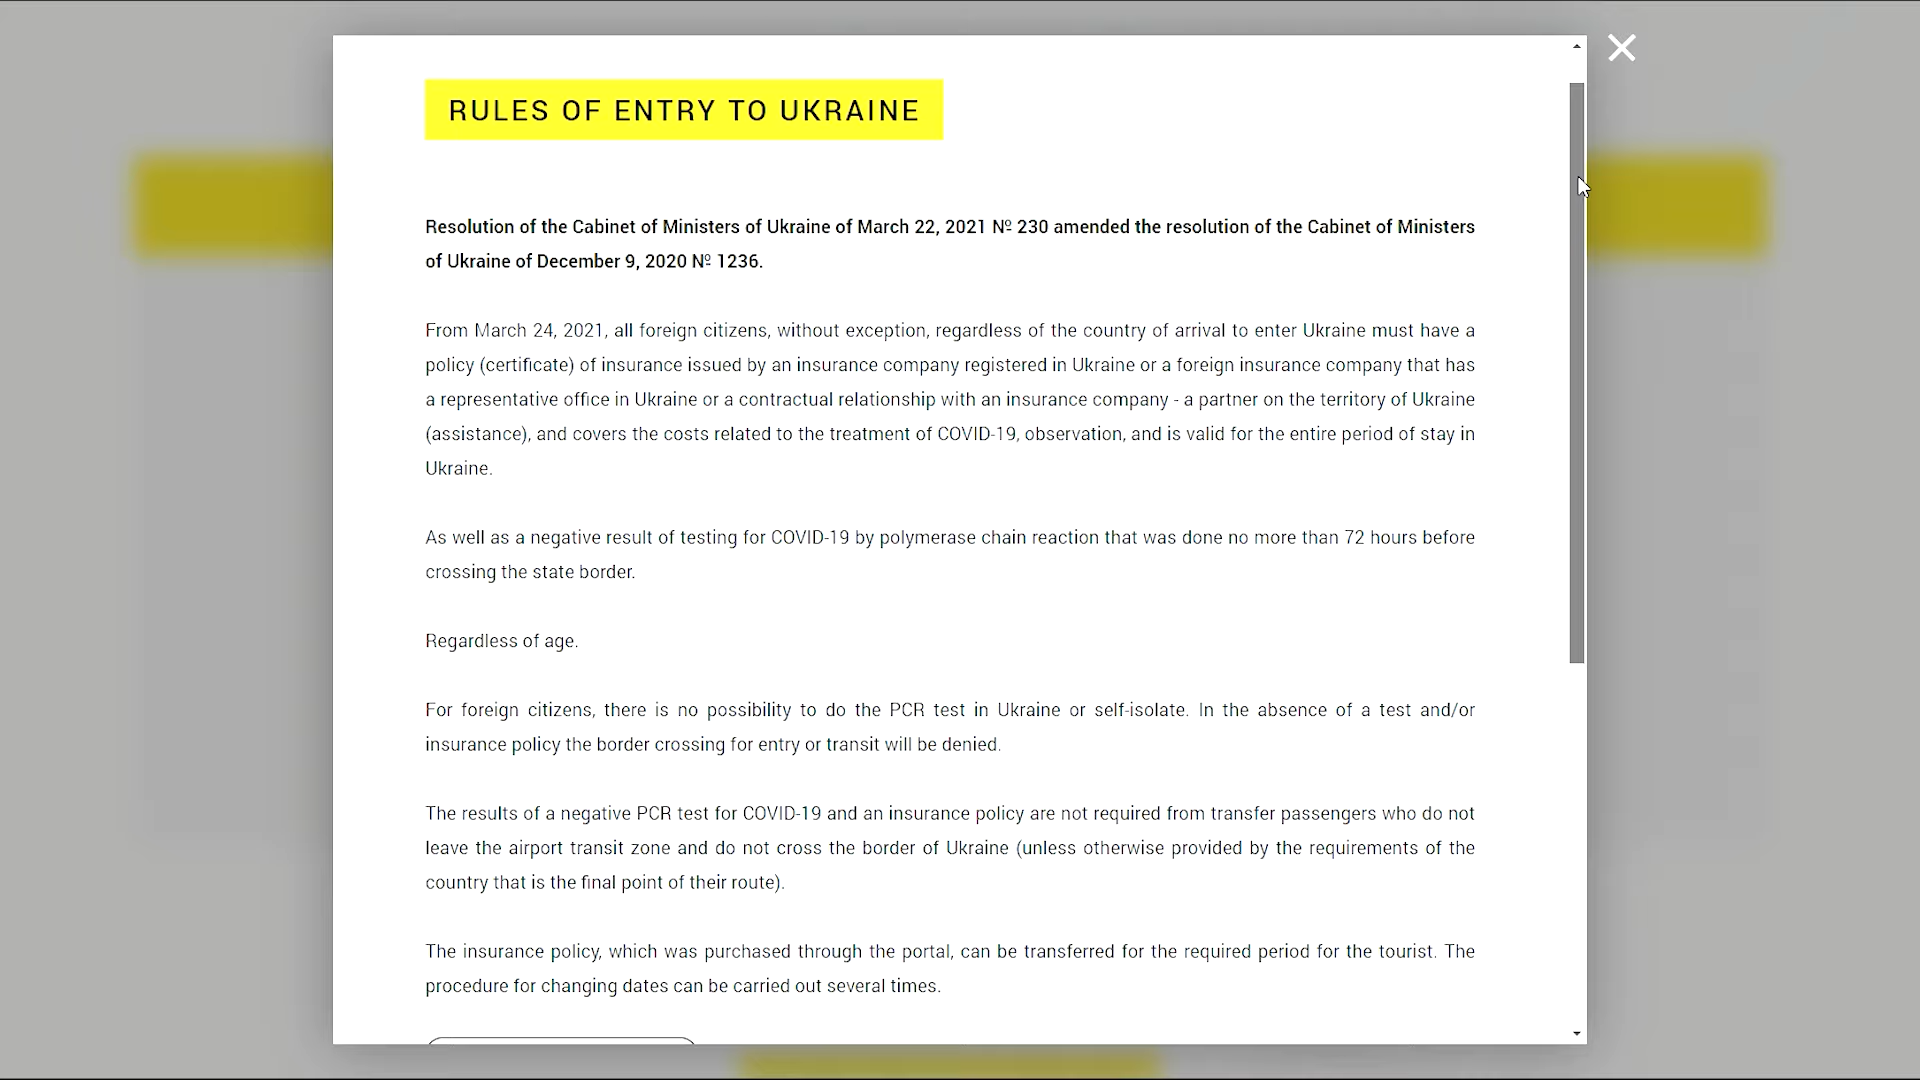 RULES OF ENTRY TO UKRAINE
Resolution of the Cabinet of Ministers of Ukraine of March 22, 2021 № 230 amended the resolution of the Cabinet of Ministers
of Ukraine of December 9, 2020 № 1236.
From March 24, 2021, all foreign citizens, without exception, regardless of the country of arrival to enter Ukraine must have a
policy (certificate) of insurance issued by an insurance company registered in Ukraine or a foreign insurance company that has
a representative office in Ukraine or a contractual relationship with an insurance company - a partner on the territory of Ukraine
(assistance), and covers the costs related to the treatment of COVID-19, observation, and is valid for the entire period of stay in
Ukraine.
As well as a negative result of testing for COVID-19 by polymerase chain reaction that was done no more than 72 hours before
crossing the state border.
Regardless of age.
For foreign citizens, there is no possibility to do the PCR test in Ukraine or self-isolate. In the absence of a test and/or
insurance policy the border crossing for entry or transit will be denied.
The results of a negative PCR test for COVID-19 and an insurance policy are not required from transfer passengers who do not
leave the airport transit zone and do not cross the border of Ukraine (unless otherwise provided by the requirements of the
country that is the final point of their route).
The insurance policy, which was purchased through the portal, can be transferred for the required period for the tourist. The
procedure for changing dates can be carried out several times.